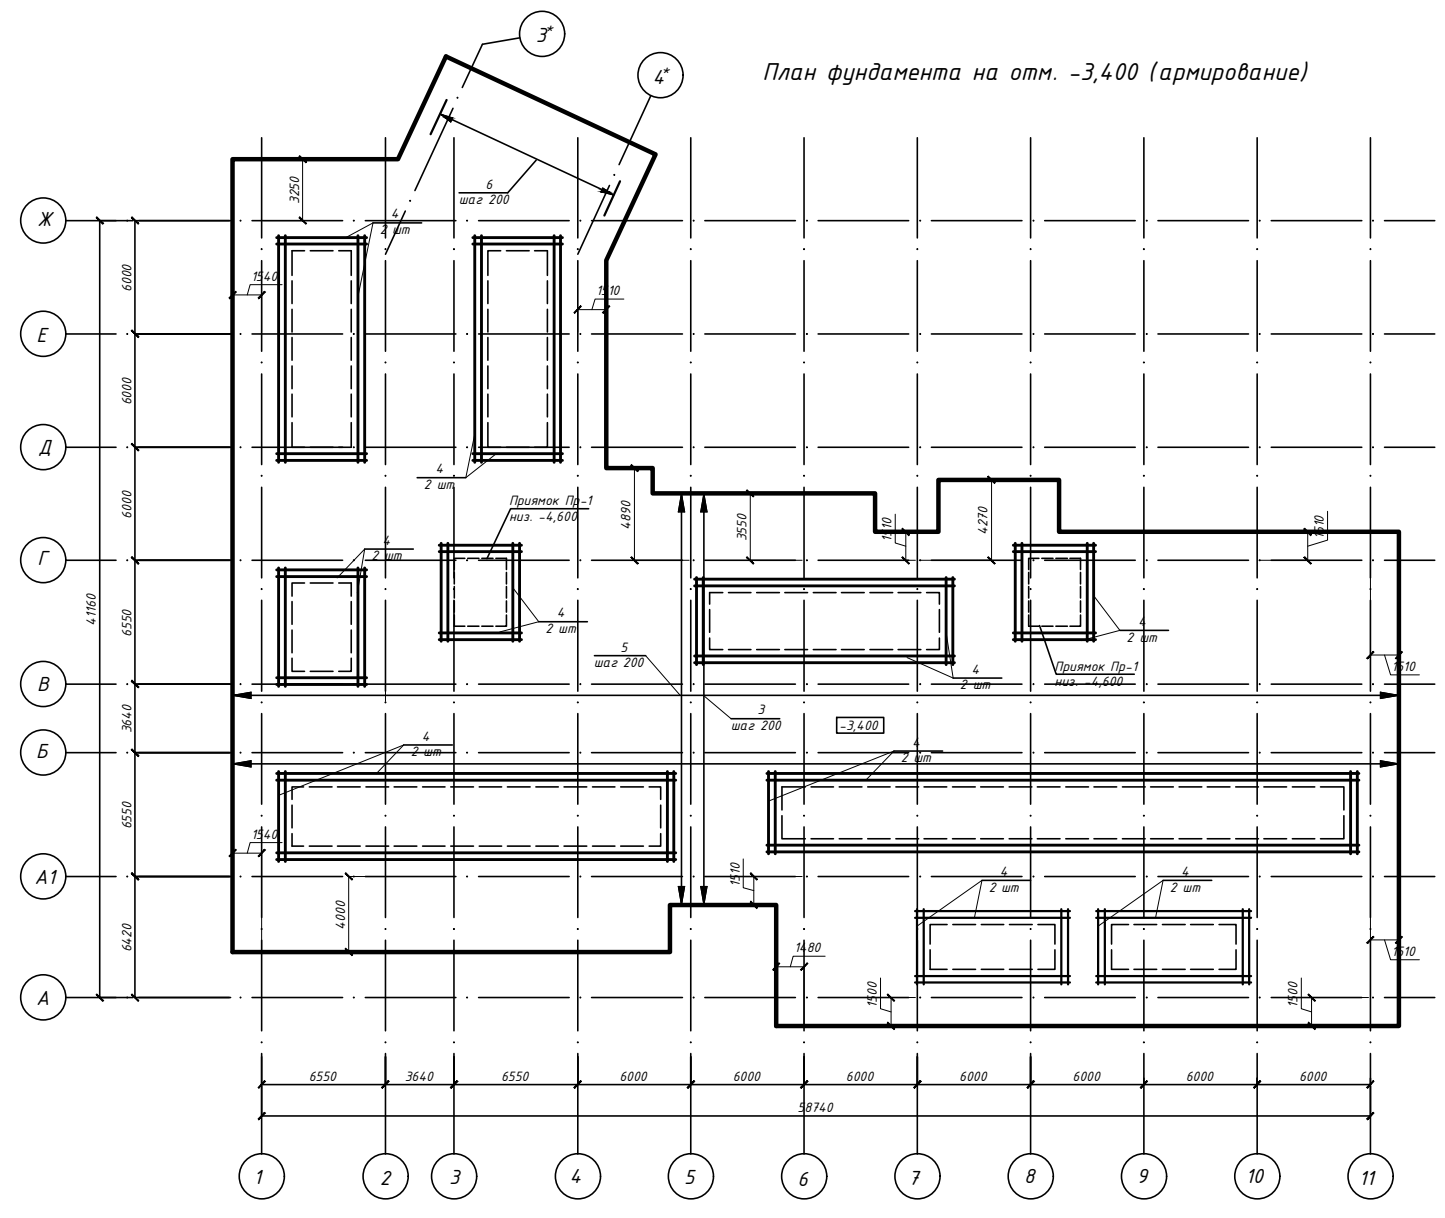 План фундамента на отм. -3,400 (армирование)
3*
4*
6
шаг 200
3250
Ж
4
2 шт
1540
6000
1510
Е
6000
Д
4
2 шт
Приямок Пр-1
низ. -4,600
4890
3550
1510
4270
1510
6000
Г
4
2 шт
4
2 шт
4
2 шт
41160
6550
5
шаг 200
4
2 шт
Приямок Пр-1
низ. -4,600
1510
В
3
шаг 200
-3,400
3640
4
2 шт
4
2 шт
Б
6550
1540
1510
А1
4
2 шт
4
2 шт
4000
6420
1480
1510
1500
1500
А
6550
3640
6550
6000
6000
6000
6000
6000
6000
6000
58740
1
2
3
4
5
6
7
8
9
10
11